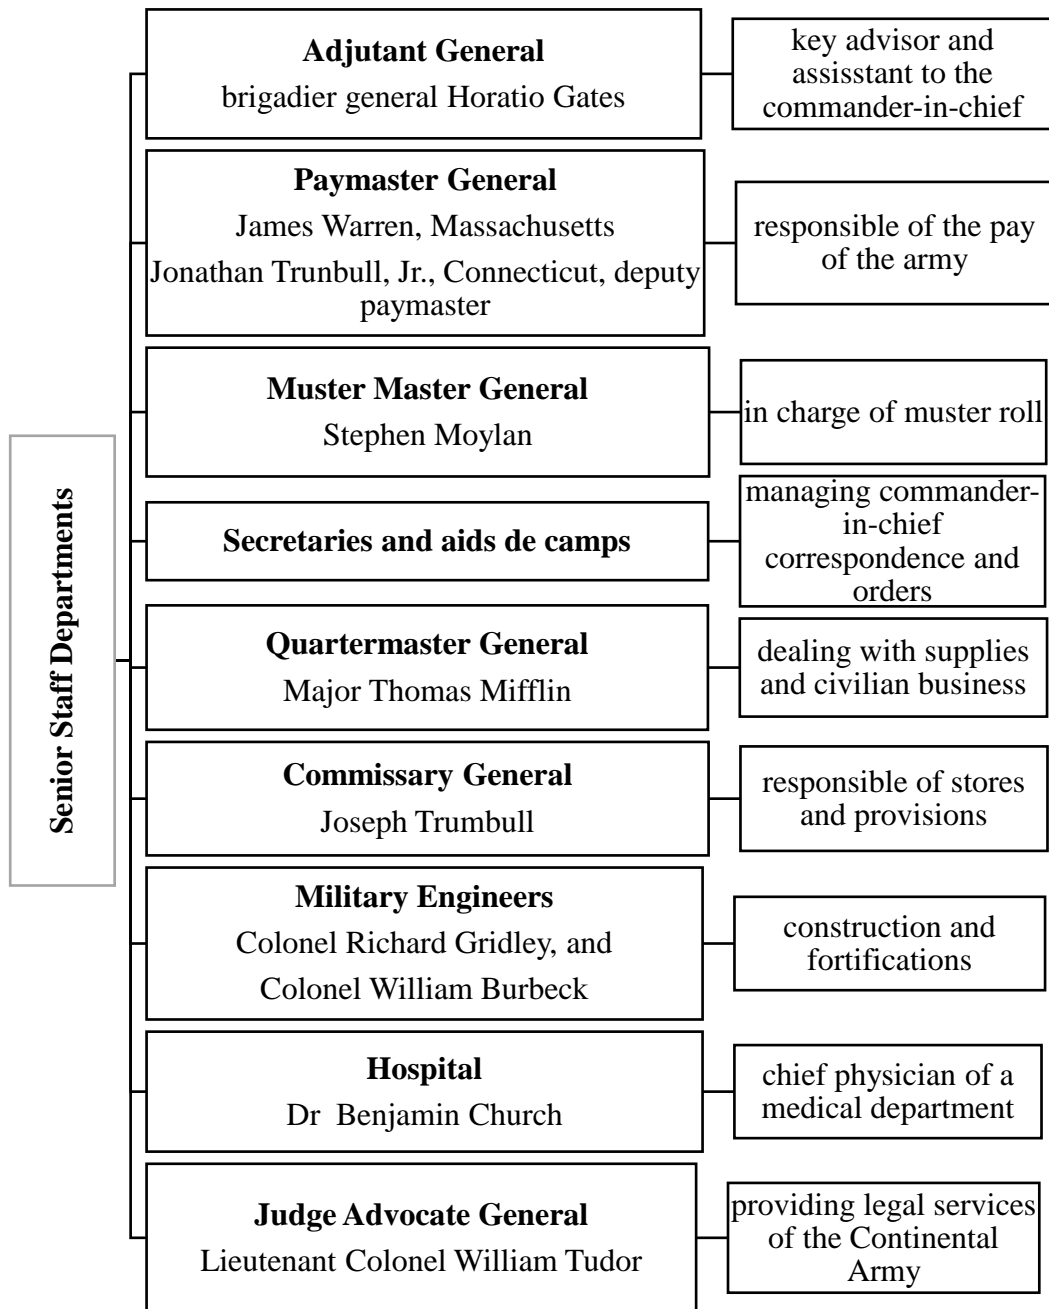 Senior Staff Departments
Adjutant General
brigadier general Horatio Gates
key advisor and
assisstant to the
commander-in-chief
Paymaster General
James Warren, Massachusetts
Jonathan Trunbull, Jr., Connecticut, deputy
paymaster
responsible of the pay
of the army
Muster Master General
Stephen Moylan
in charge of muster roll
Secretaries and aids de camps
managing commander-
in-chief
correspondence and
orders
Quartermaster General
Major Thomas Mifflin
dealing with supplies
and civilian business
Commissary General
Joseph Trumbull
responsible of stores
and provisions
Military Engineers
Colonel Richard Gridley, and
Colonel William Burbeck
construction and
fortifications
Hospital
Dr  Benjamin Church
chief physician of a
medical department
Judge Advocate General
Lieutenant Colonel William Tudor
providing legal services
of the Continental
Army